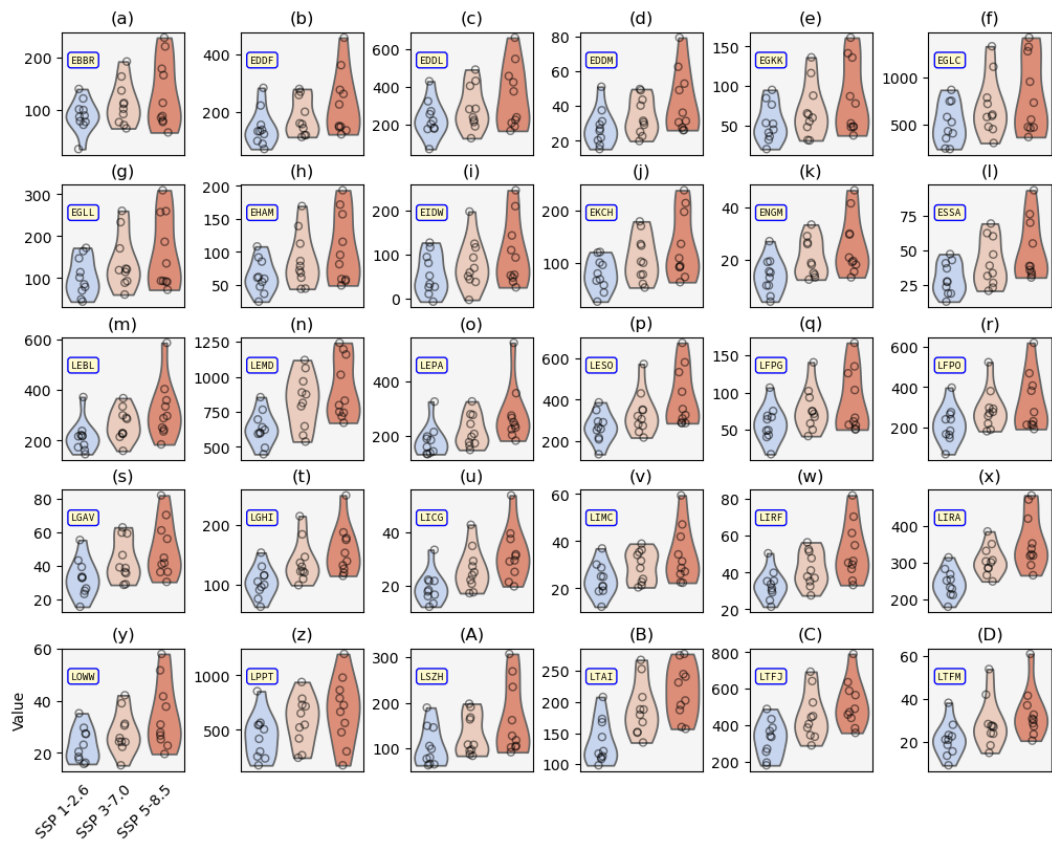 (a) (b) (c) (d) (e) (f)
EBBR EDDF EDDL EDDM EGKK EGLC
200 100
400 200
600 400 200
80 60 40 20
150 100 50
1000 500
(g) (h) (i) (j) (k) (l)
EGLL EHAM EIDW EKCH ENGM ESSA
300 200 100
200 150 100 50
200 100 0
200 100
40 20
75 50 25
(m) (n) (o) (p) (q) (r)
LEBL LEMD LEPA LESO LFPG LFPO
600 400 200
1250 1000 750 500
400 200
600 400 200
150 100 50
600 400 200
(s) (t) (u) (v) (w) (x)
LGAV LGHI LICG LIMC LIRF LIRA
80 60 40 20
200 100
40 20
60 40 20
80 60 40 20
400 300 200
(y) (z) (A) (B) (C) (D)
LOWW LPPT LSZH LTAI LTFJ LTFM
60 40 20
1000 500
300 200 100
250 200 150 100
800 600 400 200
60 40 20
Value
SSP 1-2.6 SSP 3-7.0 SSP 5-8.5